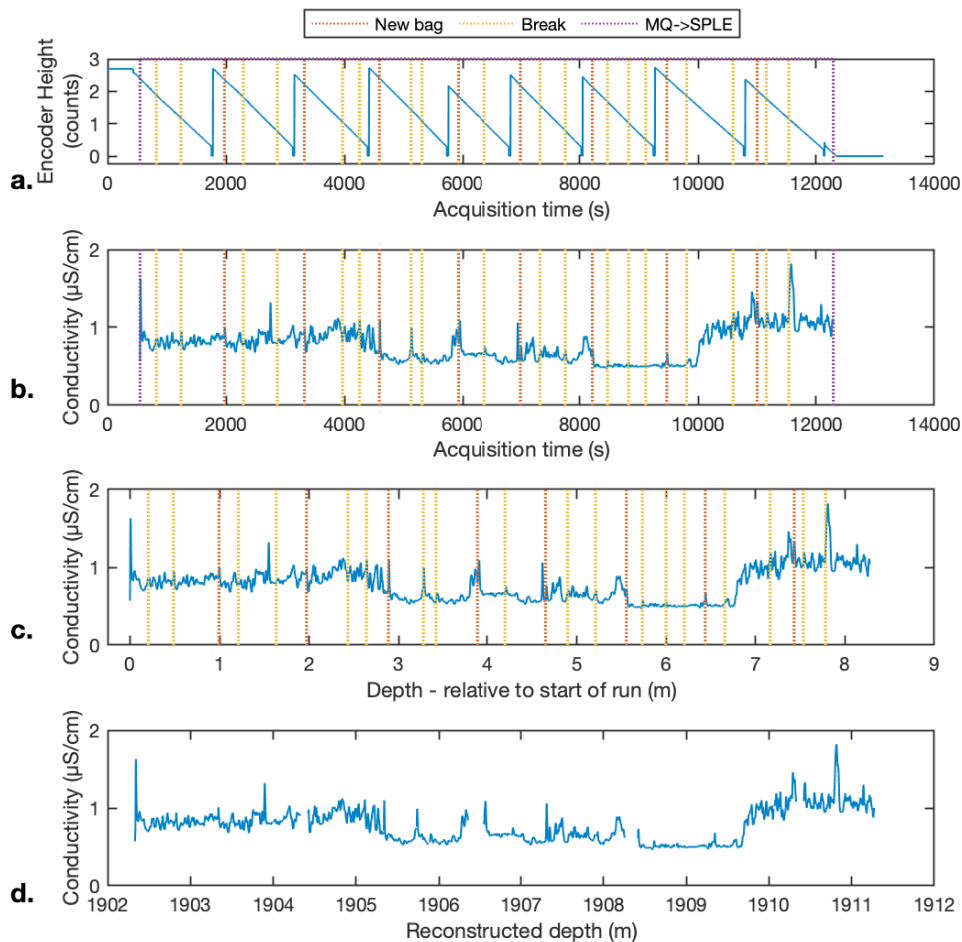 New bag Break MQ->SPLE
3
2
1
0
Encoder Height
(counts)
0 2000 4000 6000 8000 10000 12000 14000
a.
Acquisition time (s)
2
1
0
Conductivity (µS/cm)
0 2000 4000 6000 8000 10000 12000 14000
b.
Acquisition time (s)
2
1
0
Conductivity (µS/cm)
0 1 2 3 4 5 6 7 8 9
c.
Depth - relative to start of run (m)
2
1
0
Conductivity (µS/cm)
d.
1902 1903 1904 1905 1906 1907 1908 1909 1910 1911 1912
Reconstructed depth (m)